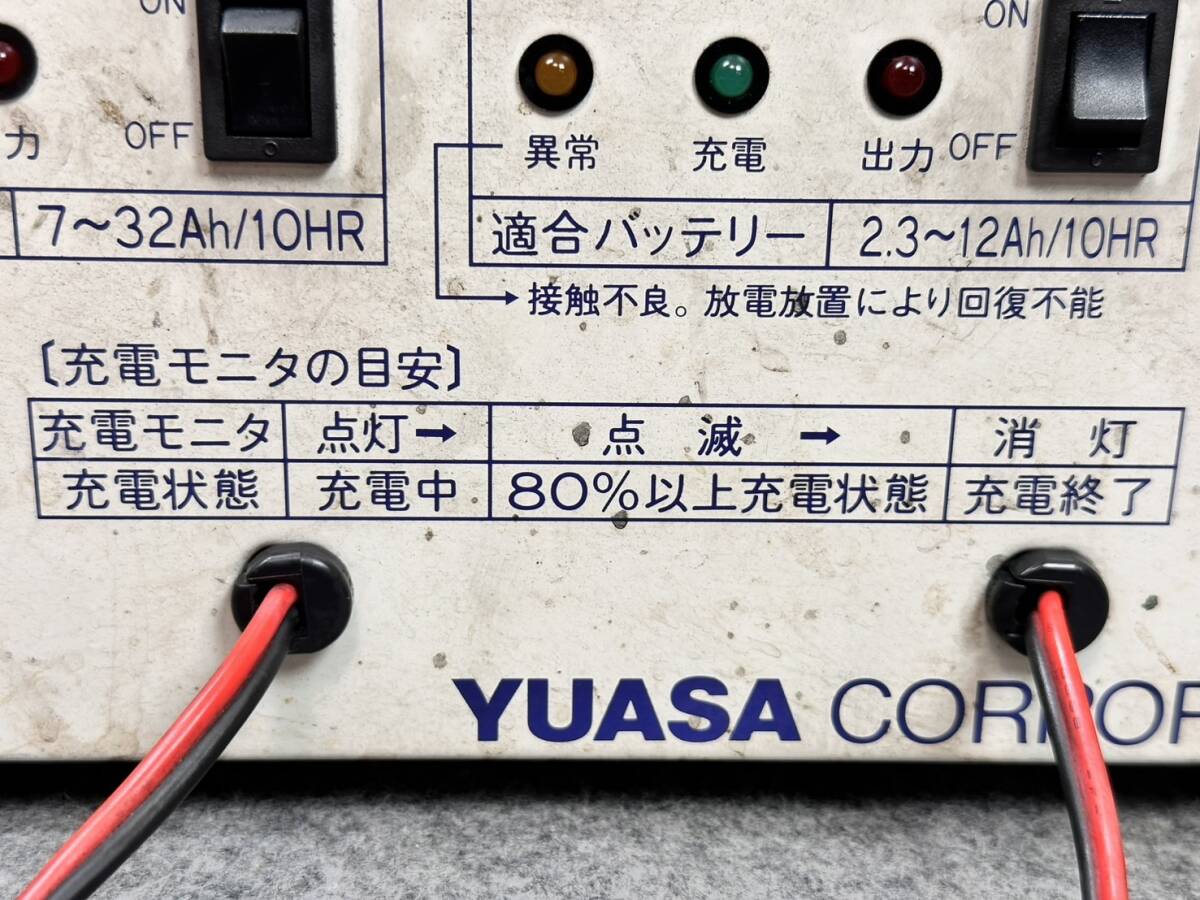 ON
ON
OFF
力
異常 充電 出力 OFF
7～32Ah/10HR
適合バッテリー 2.3～12Ah/10HR
→接触不良。放電放置により回復不能
〔充電モニタの目安〕
充電モニタ 点灯→ 点 滅 → 消 灯
充電状態 充電中 80%以上充電状態 充電終了
YUASA